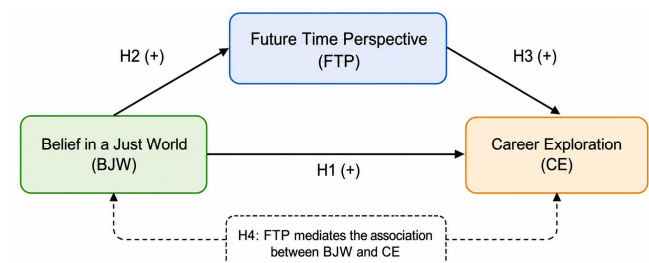 Future Time Perspective
(FTP)
H2 (+)
H3 (+)
Belief in a Just World
(BJW)
H1 (+)
Career Exploration
(CE)
H4: FTP mediates the association
between BJW and CE